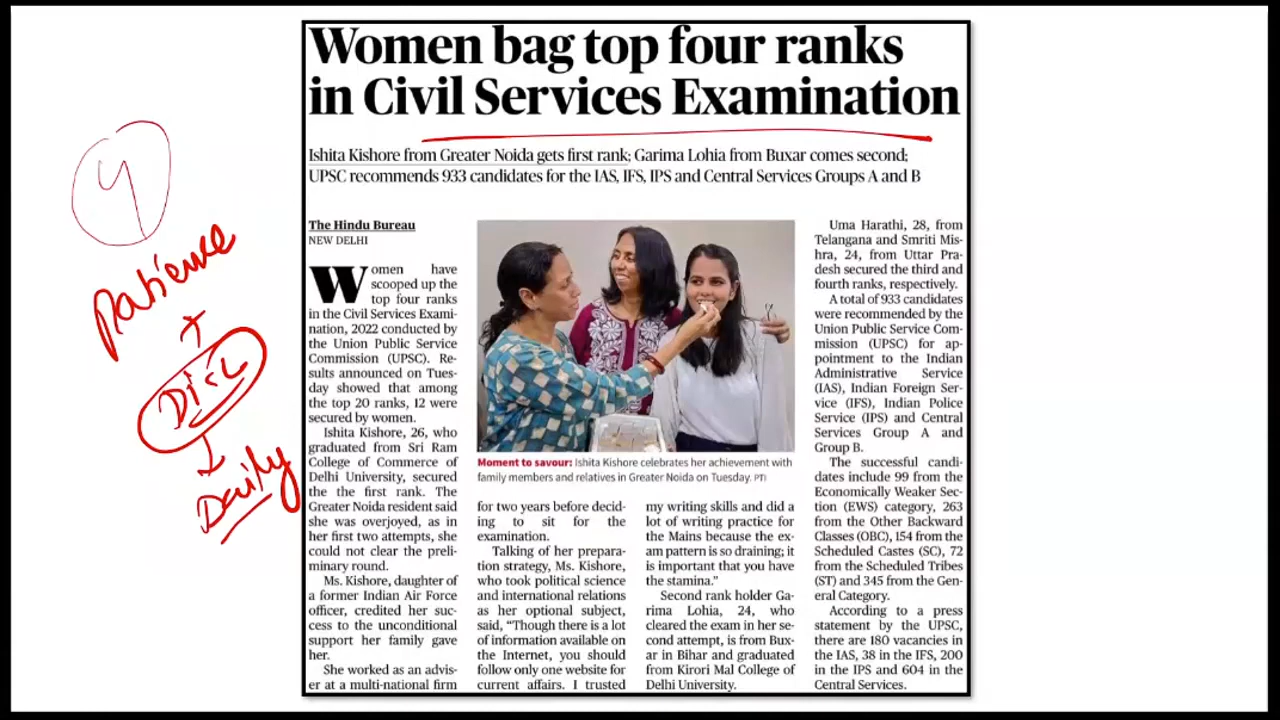 Women bag top four ranks
in Civil Services Examination
Ishita Kishore from Greater Noida gets first rank; Garima Lohia from Buxar comes second;
UPSC recommends 933 candidates for the IAS, IFS, IPS and Central Services Groups A and B
4
Patience
+
Daily
The Hindu Bureau
NEW DELHI
Women have
scooped up the
top four ranks
in the Civil Services Exami-
nation, 2022 conducted by
the Union Public Service
Commission (UPSC). Re-
sults announced on Tues-
day showed that among
the top 20 ranks, 12 were
secured by women.
Ishita Kishore, 26, who
graduated from Sri Ram
College of Commerce of
Delhi University, secured
the the first rank. The
Greater Noida resident said
she was overjoyed, as in
her first two attempts, she
could not clear the preli-
minary round.
Ms. Kishore, daughter of
a former Indian Air Force
officer, credited her suc-
cess to the unconditional
support her family gave
her.
She worked as an advis-
er at a multi-national firm
Moment to savour: Ishita Kishore celebrates her achievement with
family members and relatives in Greater Noida on Tuesday. PTI
for two years before decid-
ing to sit for the
examination.
Talking of her prepara-
tion strategy, Ms. Kishore,
who took political science
and international relations
as her optional subject,
said, “Though there is a lot
of information available on
the Internet, you should
follow only one website for
current affairs. I trusted
my writing skills and did a
lot of writing practice for
the Mains because the ex-
am pattern is so draining; it
is important that you have
the stamina.”
Second rank holder Ga-
rima Lohia, 24, who
cleared the exam in her se-
cond attempt, is from Bux-
ar in Bihar and graduated
from Kirori Mal College of
Delhi University.
Uma Harathi, 28, from
Telangana and Smriti Mis-
hra, 24, from Uttar Pra-
desh secured the third and
fourth ranks, respectively.
A total of 933 candidates
were recommended by the
Union Public Service Com-
mission (UPSC) for ap-
pointment to the Indian
Administrative Service
(IAS), Indian Foreign Ser-
vice (IFS), Indian Police
Service (IPS) and Central
Services Group A and
Group B.
The successful candi-
dates include 99 from the
Economically Weaker Sec-
tion (EWS) category, 263
from the Other Backward
Classes (OBC), 154 from the
Scheduled Castes (SC), 72
from the Scheduled Tribes
(ST) and 345 from the Gen-
eral Category.
According to a press
statement by the UPSC,
there are 180 vacancies in
the IAS, 38 in the IFS, 200
in the IPS and 604 in the
Central Services.